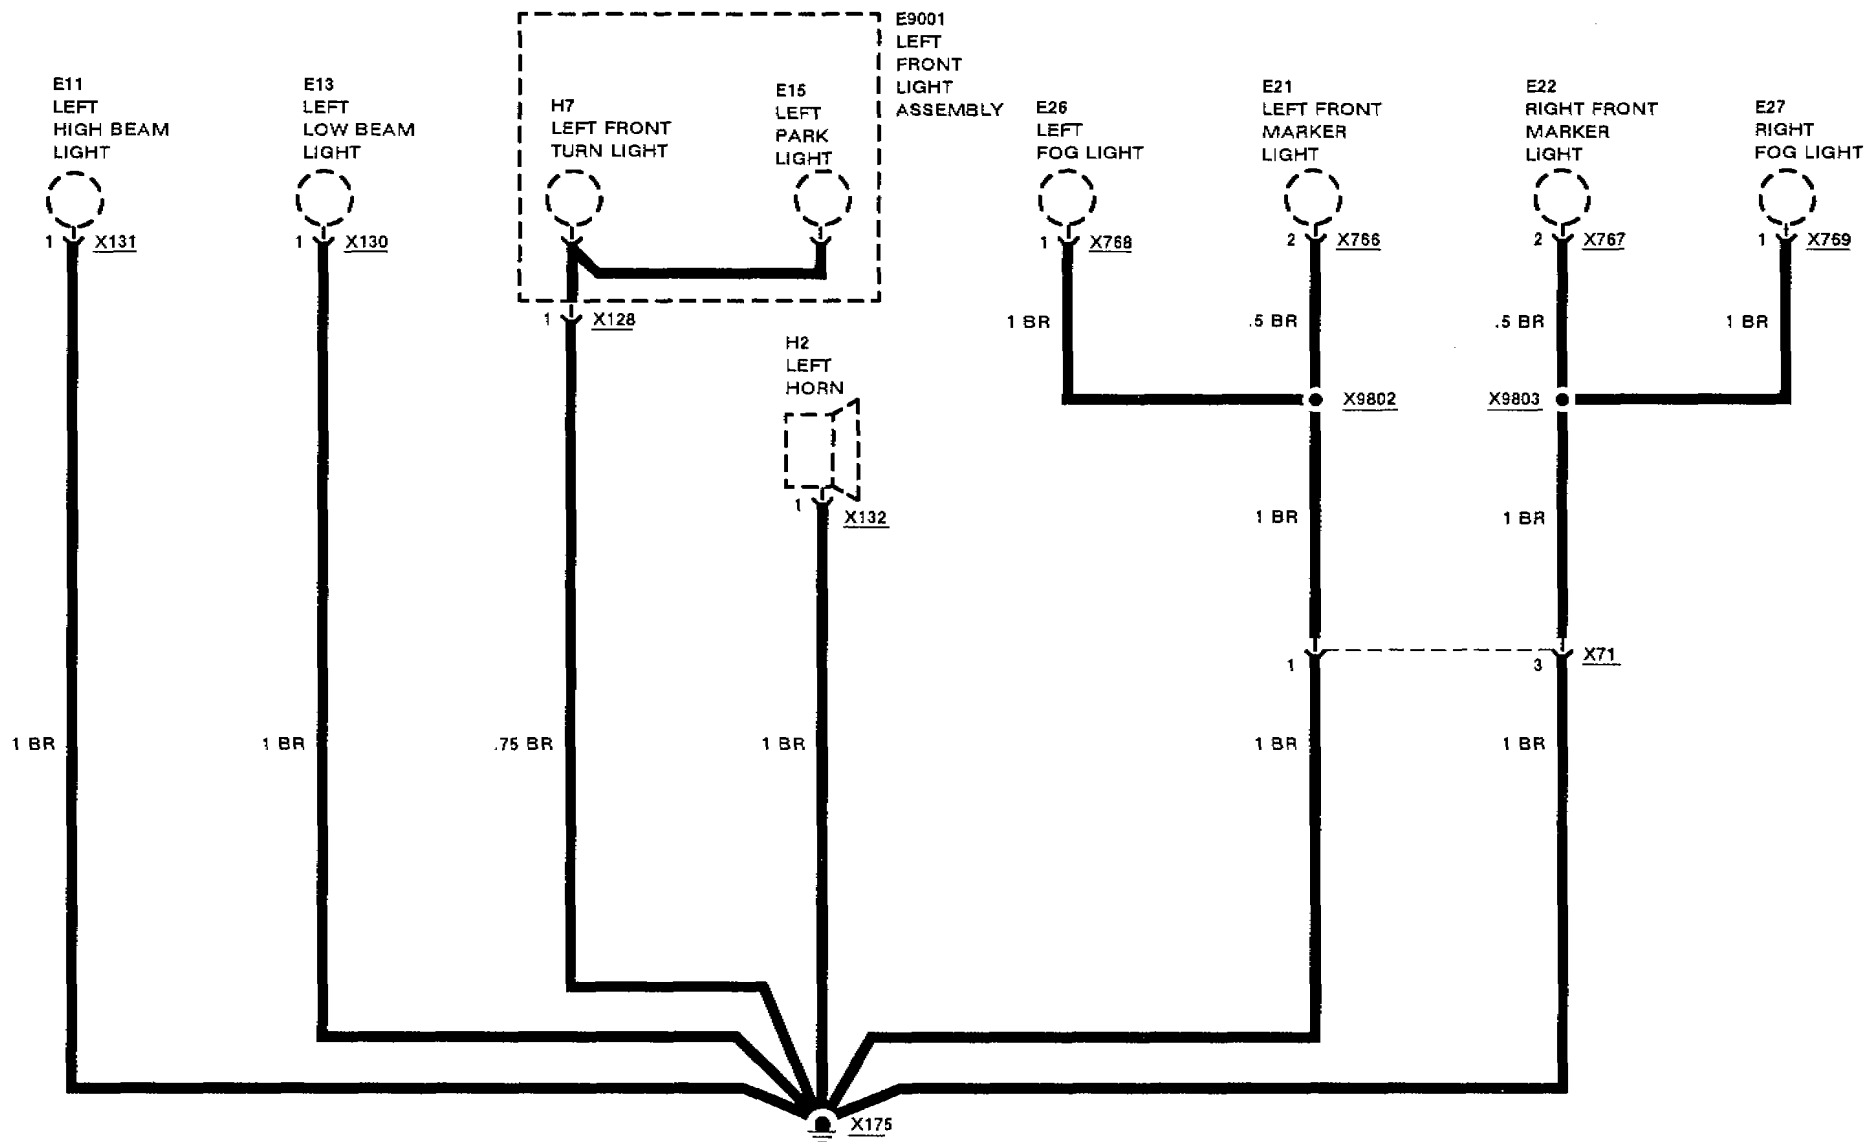 E9001
LEFT
FRONT
LIGHT
ASSEMBLY
E11
LEFT
HIGH BEAM
LIGHT
E13
LEFT
LOW BEAM
LIGHT
H7
LEFT FRONT
TURN LIGHT
E15
LEFT
PARK
LIGHT
E26
LEFT
FOG LIGHT
E21
LEFT FRONT
MARKER
LIGHT
E22
RIGHT FRONT
MARKER
LIGHT
E27
RIGHT
FOG LIGHT
1 X131
1 X130
1 X768
2 X766
2 X767
1 X769
1 X128
1 BR
.5 BR
.5 BR
1 BR
H2
LEFT
HORN
X9802
X9803
1 X132
1 BR
1 BR
1
3 X71
1 BR
1 BR
.75 BR
1 BR
1 BR
1 BR
X175